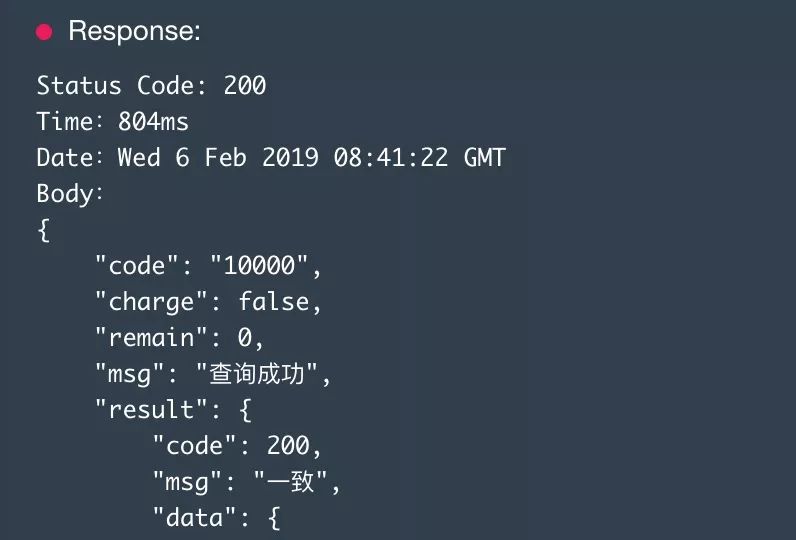 Response:
Status Code: 200
Time: 804ms
Date: Wed 6 Feb 2019 08:41:22 GMT
Body:
{
    "code": "10000",
    "charge": false,
    "remain": 0,
    "msg": "查询成功",
    "result": {
        "code": 200,
        "msg": "一致",
        "data": {